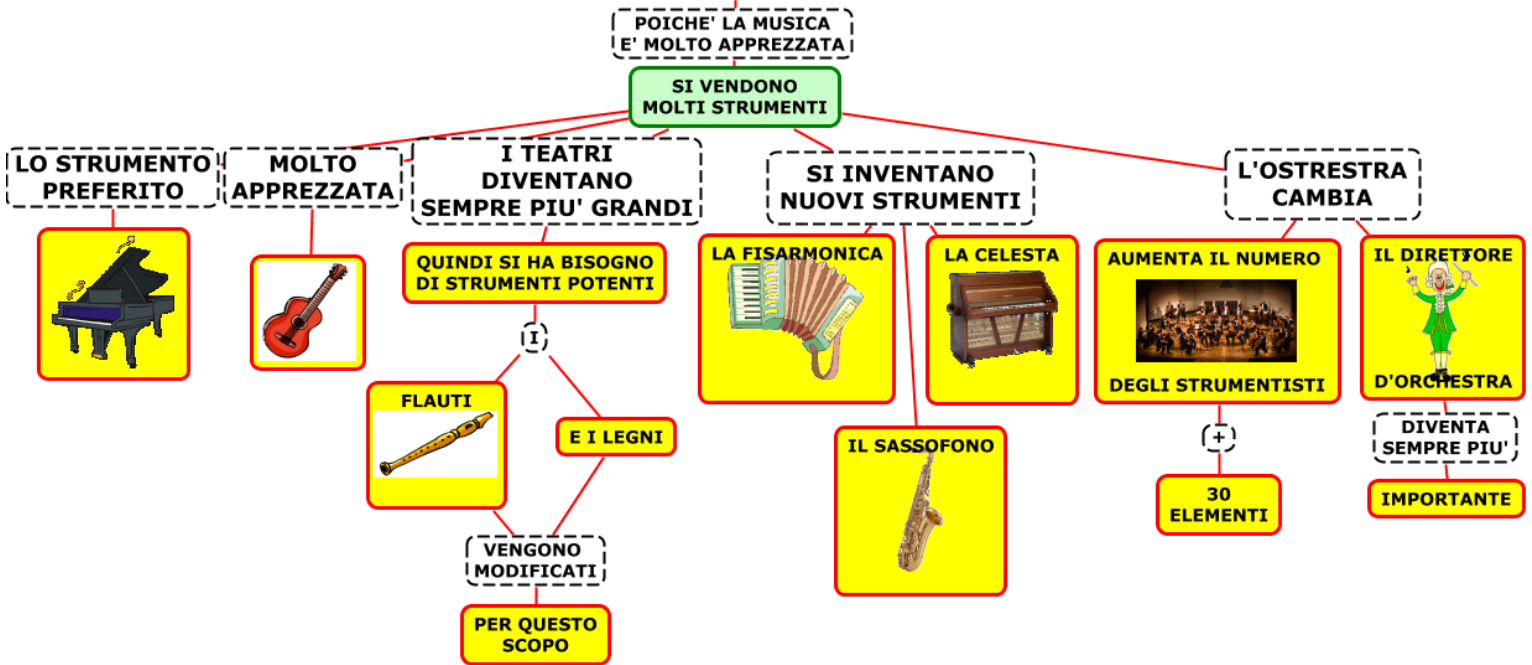 POICHE' LA MUSICA
E' MOLTO APPREZZATA
SI VENDONO
MOLTI STRUMENTI
LO STRUMENTO
PREFERITO
MOLTO
APPREZZATA
I TEATRI
DIVENTANO
SEMPRE PIU' GRANDI
QUINDI SI HA BISOGNO
DI STRUMENTI POTENTI
I
FLAUTI
E I LEGNI
VENGONO
MODIFICATI
PER QUESTO
SCOPO
SI INVENTANO
NUOVI STRUMENTI
LA FISARMONICA
IL SASSOFONO
LA CELESTA
L'OSTRESTRA
CAMBIA
AUMENTA IL NUMERO
DEGLI STRUMENTISTI
+
30
ELEMENTI
IL DIRETTORE
D'ORCHESTRA
DIVENTA
SEMPRE PIU'
IMPORTANTE